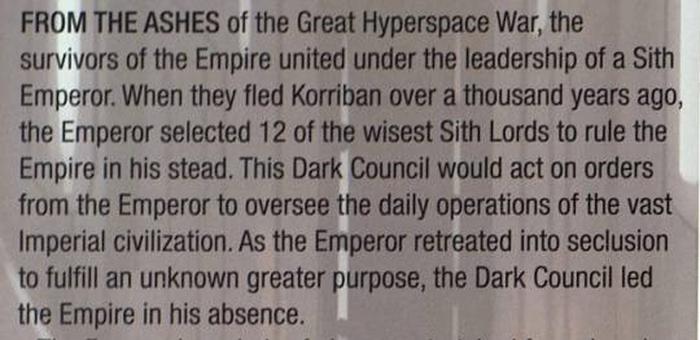 FROM THE ASHES of the Great Hyperspace War, the
survivors of the Empire united under the leadership of a Sith
Emperor. When they fled Korriban over a thousand years ago,
the Emperor selected 12 of the wisest Sith Lords to rule the
Empire in his stead. This Dark Council would act on orders
from the Emperor to oversee the daily operations of the vast
Imperial civilization. As the Emperor retreated into seclusion
to fulfill an unknown greater purpose, the Dark Council led
the Empire in his absence.